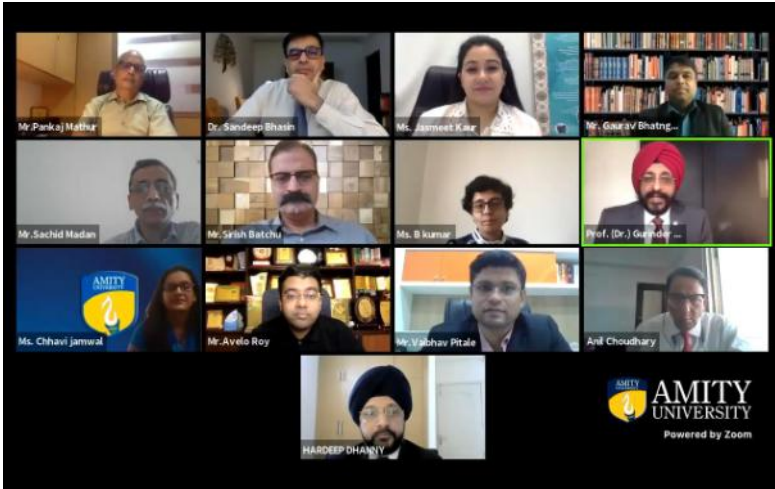 Mr.Pankaj Mathur
Dr. Sandeep Bhasin
Ms. Jasmeet Kaur
Mr. Gaurav Bhatng...
Mr.Sachid Madan
Mr.Sirish Batchu
Ms. B kumar
Prof. (Dr.) Gurinder ...
AMITY
UNIVERSITY
Ms. Chhavi jamwal
Mr.Avelo Roy
Mr.Vaibhav Pitale
Anil Choudhary
HARDEEP DHANNY
AMITY
UNIVERSITY
AMITY
UNIVERSITY
Powered by Zoom